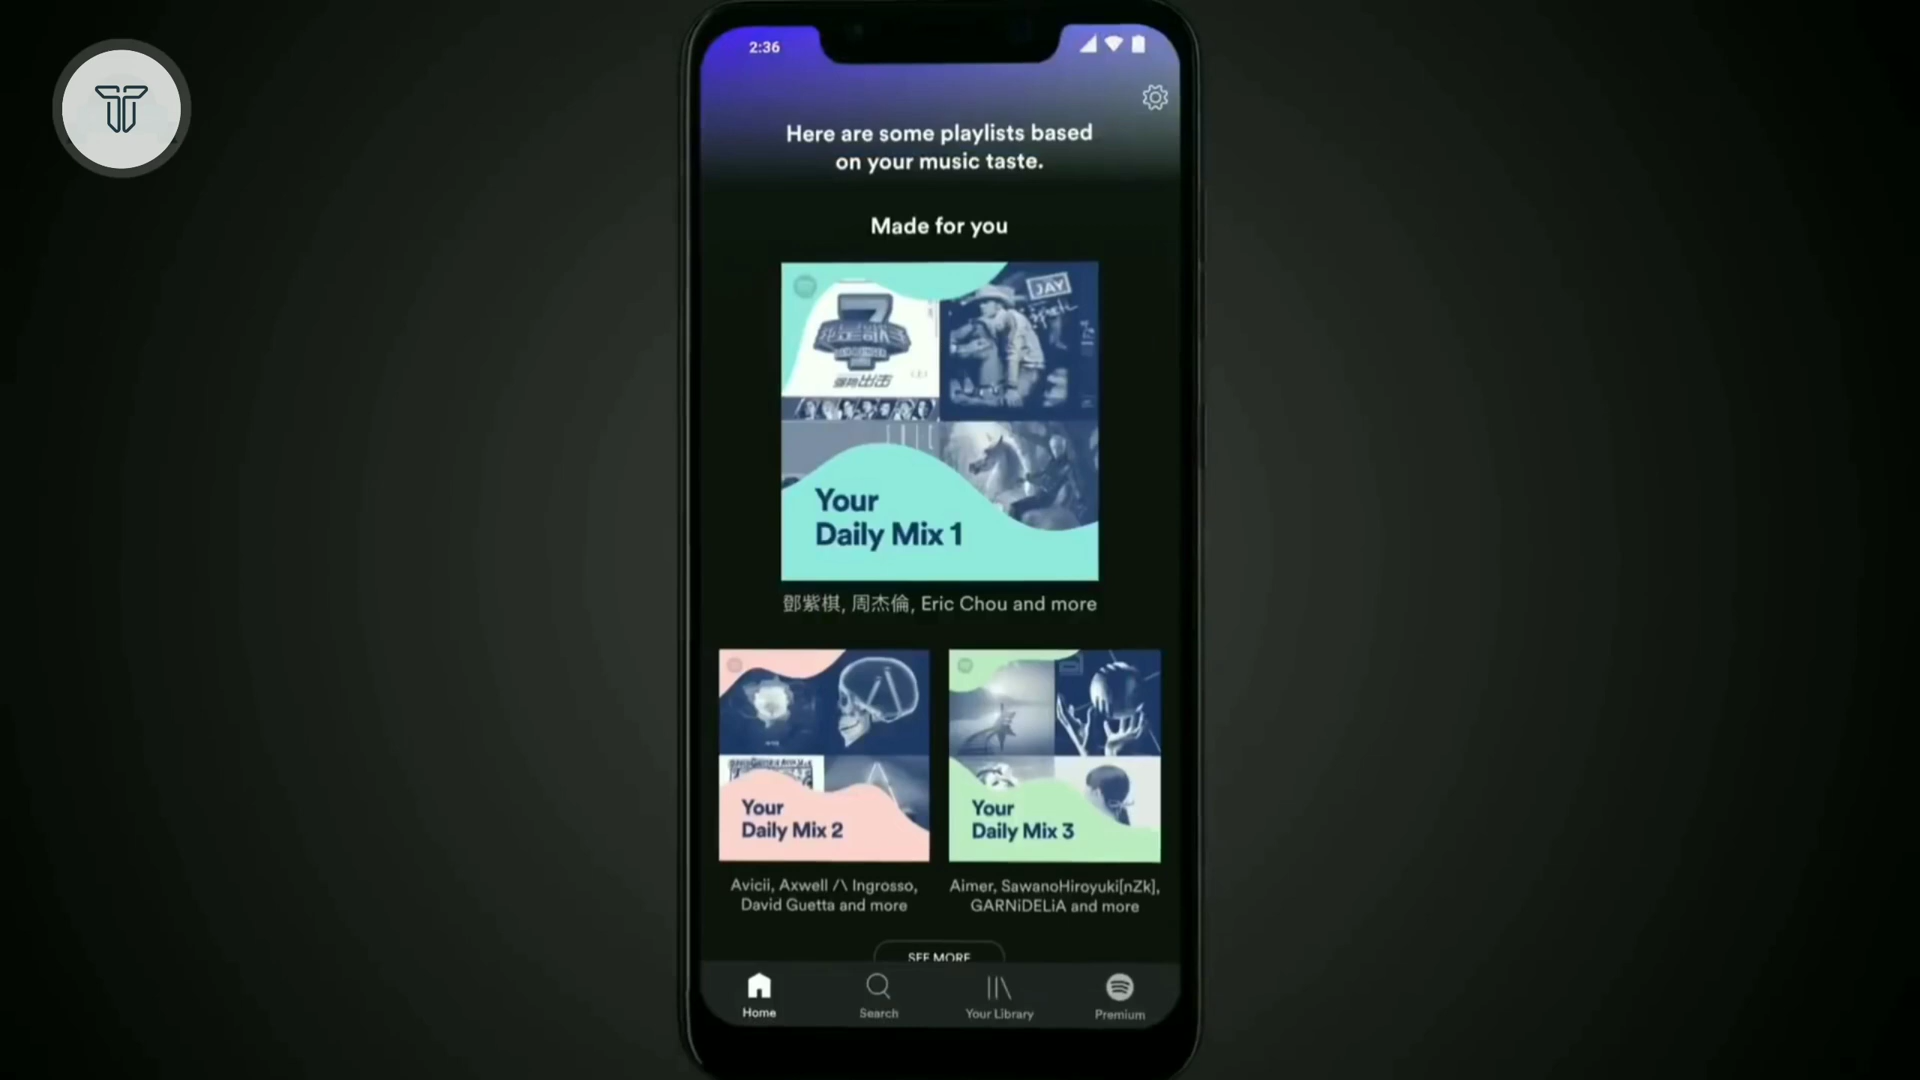 2:36
Here are some playlists based
on your music taste.
Made for you
JAY
Your
Daily Mix 1
鄧紫棋, 周杰倫, Eric Chou and more
Your
Daily Mix 2
Your
Daily Mix 3
Avicii, Axwell /\ Ingrosso,
David Guetta and more
Aimer, SawanoHiroyuki[nZk],
GARNiDELiA and more
SEE MORE
Home
Search
Your Library
Premium